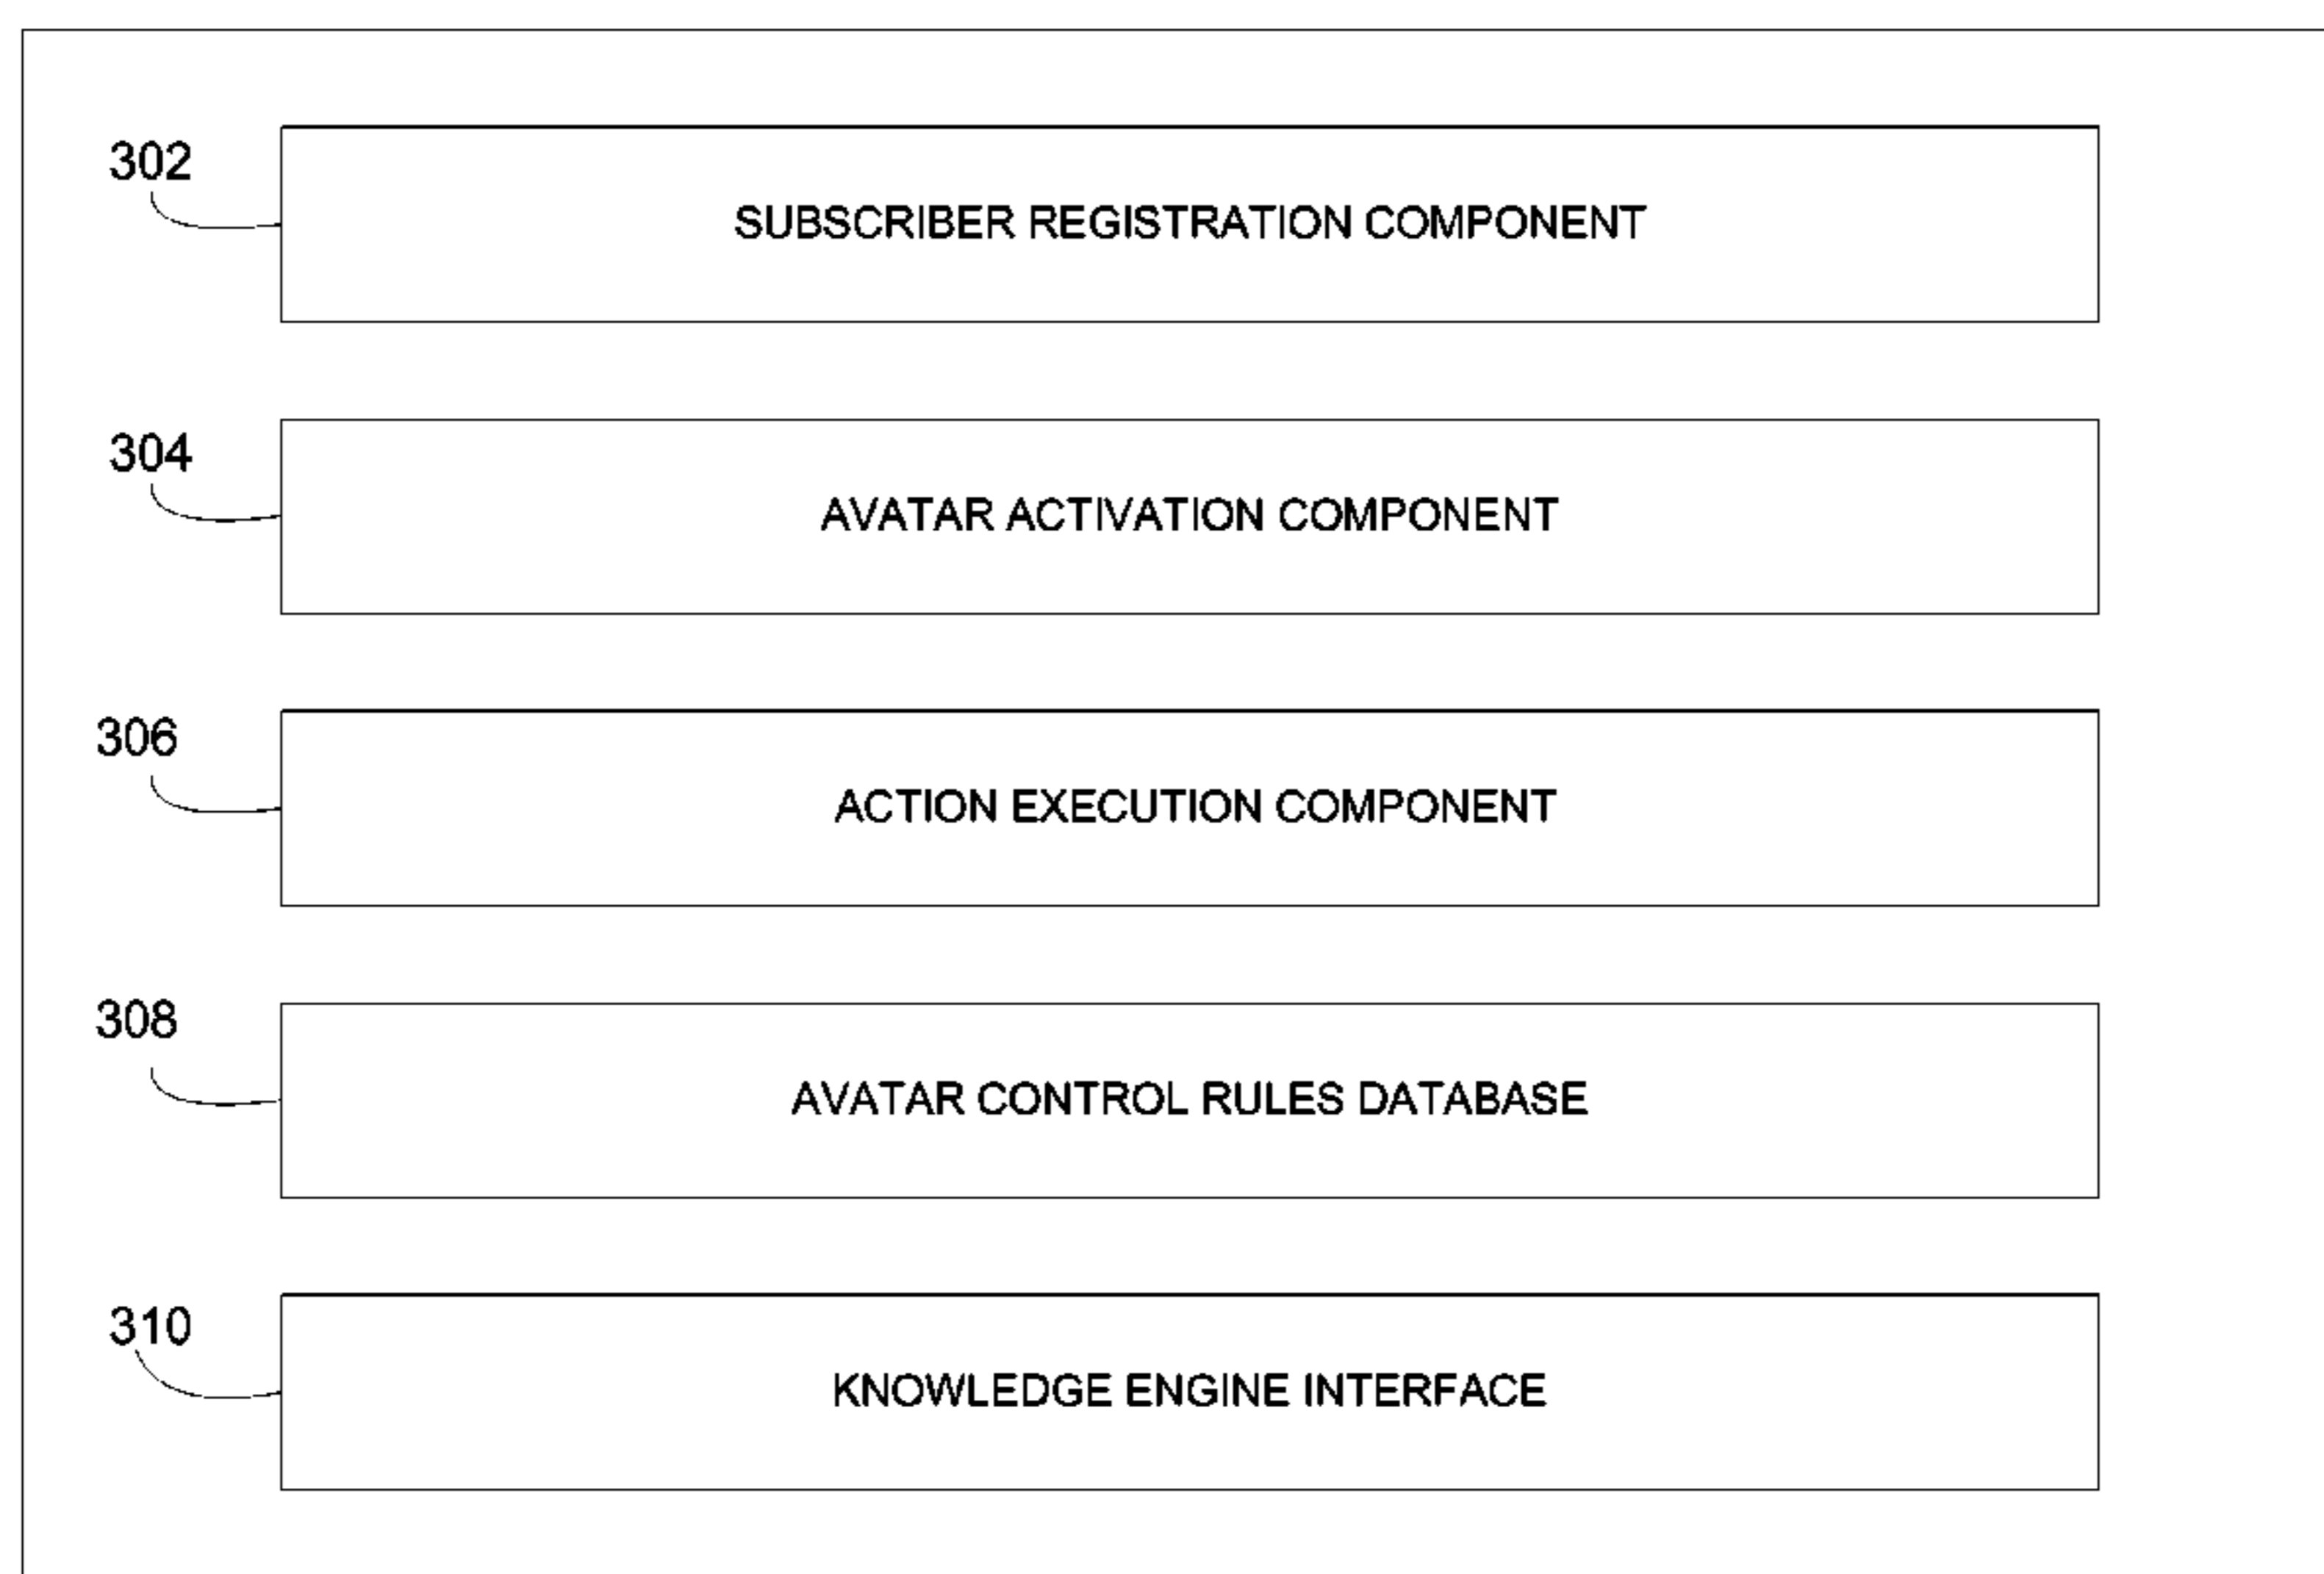 302
SUBSCRIBER REGISTRATION COMPONENT
304
AVATAR ACTIVATION COMPONENT
306
ACTION EXECUTION COMPONENT
308
AVATAR CONTROL RULES DATABASE
310
KNOWLEDGE ENGINE INTERFACE